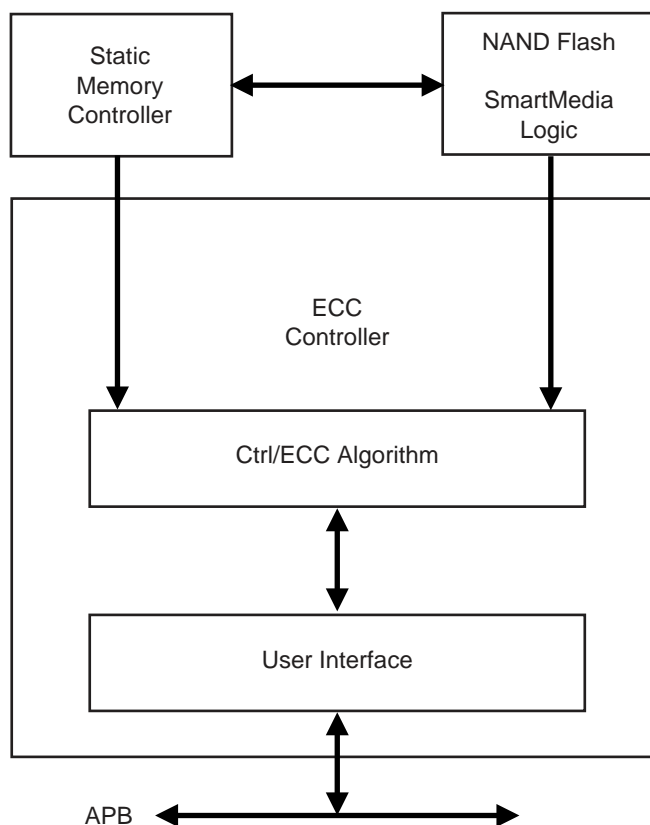 Static
Memory
Controller
NAND Flash
SmartMedia
Logic
ECC
Controller
Ctrl/ECC Algorithm
User Interface
APB